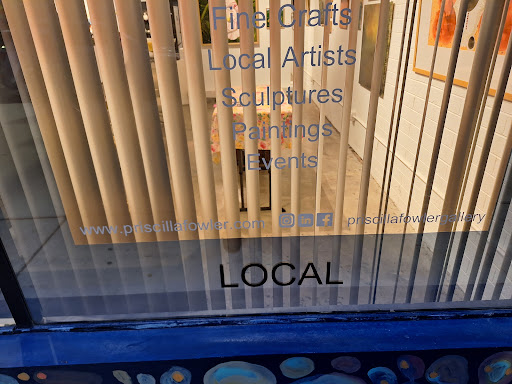 Fine Crafts
Local Artists
Sculptures
Paintings
Events
www.priscillafowler.com priscillafowlergallery
LOCAL